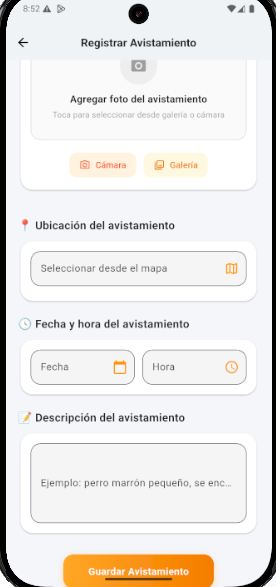 8:52
Registrar Avistamiento
Agregar foto del avistamiento
Toca para seleccionar desde galería o cámara
Cámara
Galería
Ubicación del avistamiento
Seleccionar desde el mapa
Fecha y hora del avistamiento
Fecha
Hora
Descripción del avistamiento
Ejemplo: perro marrón pequeño, se enc...
Guardar Avistamiento